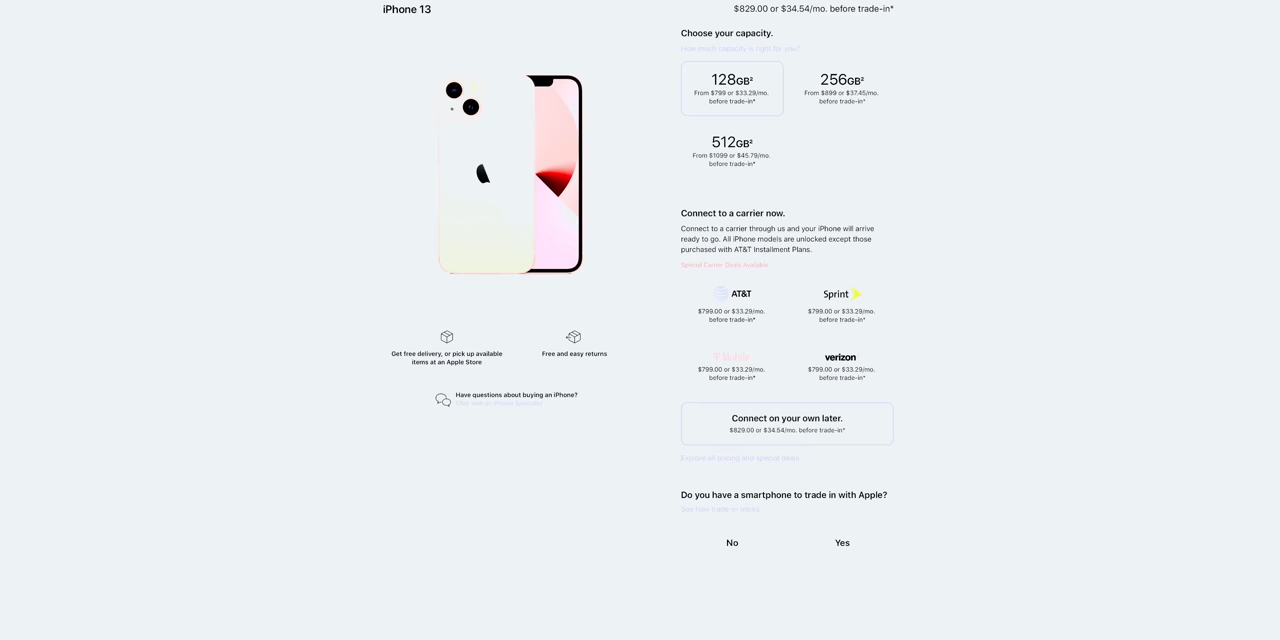 iPhone 13
$829.00 or $34.54/mo. before trade-in*
Choose your capacity.
How much capacity is right for you?
128GB²
From $799 or $33.29/mo.
before trade-in*
256GB²
From $899 or $37.45/mo.
before trade-in*
512GB²
From $1099 or $45.79/mo.
before trade-in*
Connect to a carrier now.
Connect to a carrier through us and your iPhone will arrive
ready to go. All iPhone models are unlocked except those
purchased with AT&T Installment Plans.
Special Carrier Deals Available
AT&T
$799.00 or $33.29/mo.
before trade-in*
Sprint
$799.00 or $33.29/mo.
before trade-in*
T Mobile
$799.00 or $33.29/mo.
before trade-in*
verizon
$799.00 or $33.29/mo.
before trade-in*
Get free delivery, or pick up available
items at an Apple Store
Free and easy returns
Have questions about buying an iPhone?
Chat with an iPhone Specialist
Connect on your own later.
$829.00 or $34.54/mo. before trade-in*
Explore all pricing and special deals
Do you have a smartphone to trade in with Apple?
See how trade-in works
No
Yes